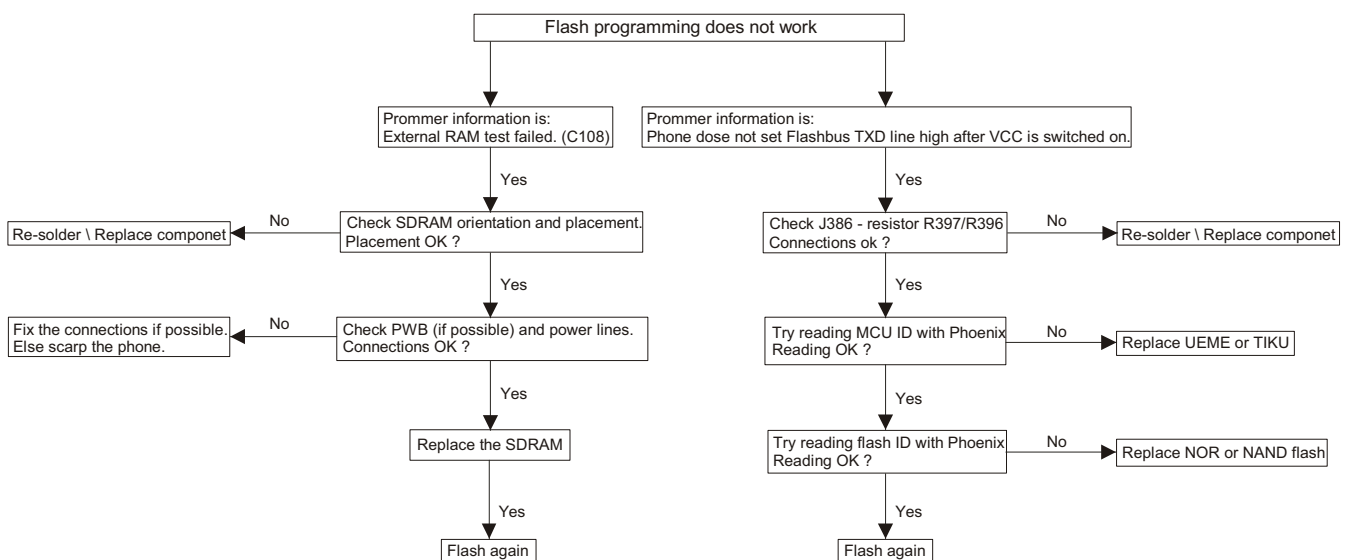 Flash programming does not work
Prommer information is:
External RAM test failed. (C108)
Prommer information is:
Phone dose not set Flashbus TXD line high after VCC is switched on.
Yes
Yes
Re-solder \ Replace componet
No
Check SDRAM orientation and placement.
Placement OK ?
Check J386 - resistor R397/R396
Connections ok ?
No
Re-solder \ Replace componet
Yes
Yes
Fix the connections if possible.
Else scarp the phone.
No
Check PWB (if possible) and power lines.
Connections OK ?
Try reading MCU ID with Phoenix
Reading OK ?
No
Replace UEME or TIKU
Yes
Yes
Replace the SDRAM
Try reading flash ID with Phoenix
Reading OK ?
No
Replace NOR or NAND flash
Yes
Yes
Flash again
Flash again